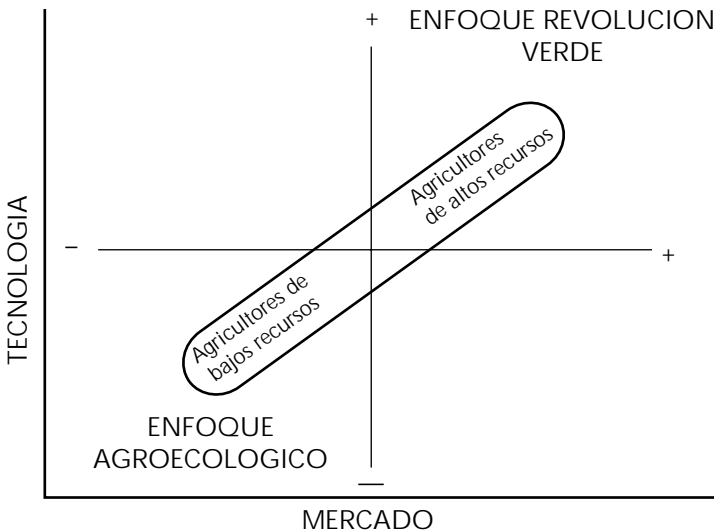 + ENFOQUE REVOLUCION
VERDE
Agricultores
de altos recursos
TECNOLOGIA
–
+
Agricultores de
bajos recursos
ENFOQUE
AGROECOLOGICO
—
MERCADO